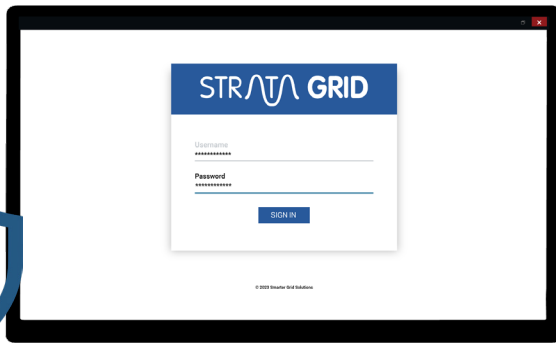 STRATA GRID
Username
************
Password
************
SIGN IN
© 2023 Smarter Grid Solutions